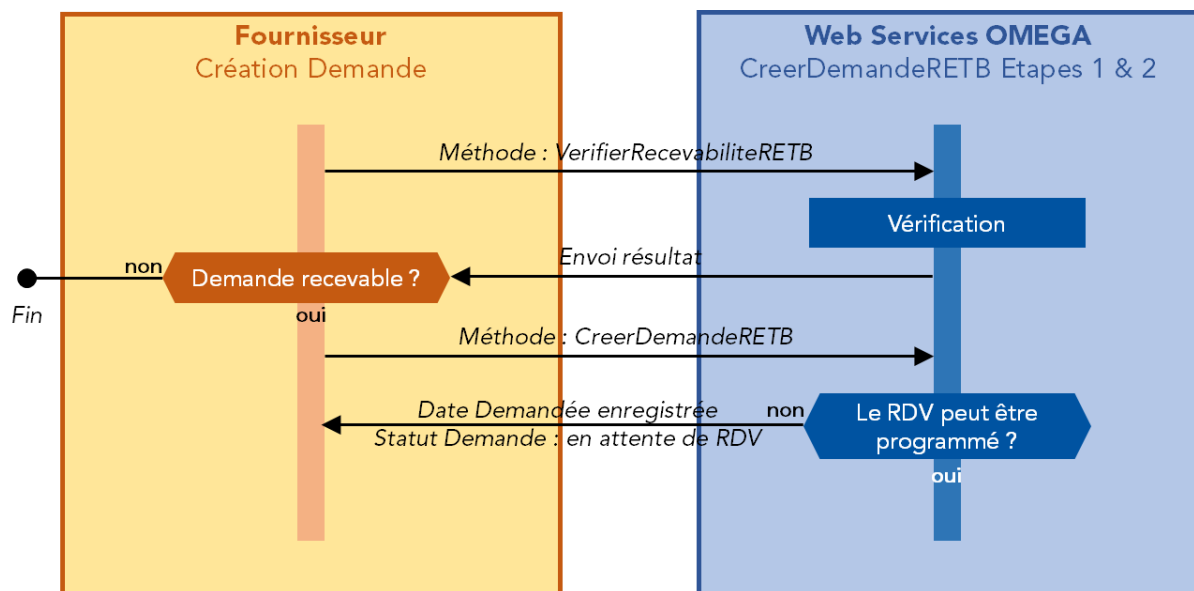 Fournisseur
Création Demande
Web Services OMEGA
CreerDemandeRETB Etapes 1 & 2
Méthode : VerifierRecevabiliteRETB
Vérification
Envoi résultat
non
Demande recevable ?
Fin
oui
Méthode : CreerDemandeRETB
Date Demandée enregistrée
Statut Demande : en attente de RDV
non
Le RDV peut être
programmé ?
oui